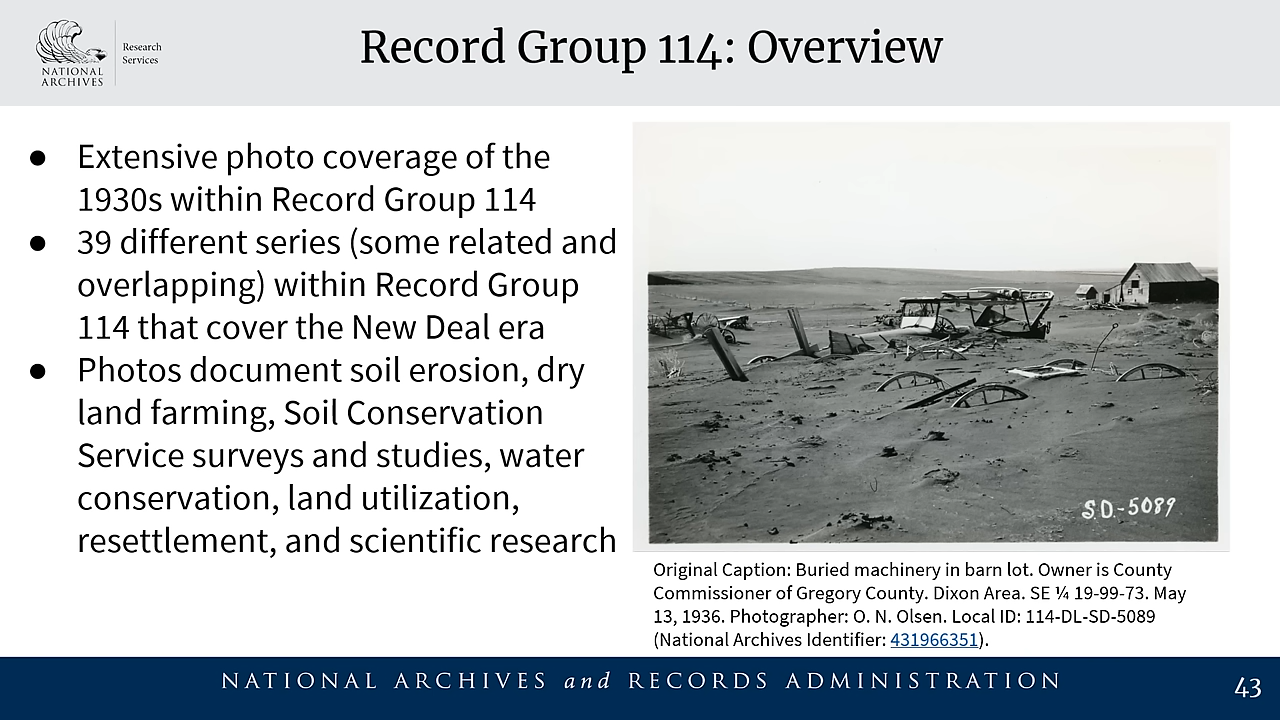 NATIONAL
ARCHIVES
Research
Services
Record Group 114: Overview
● Extensive photo coverage of the
1930s within Record Group 114
● 39 different series (some related and
overlapping) within Record Group
114 that cover the New Deal era
● Photos document soil erosion, dry
land farming, Soil Conservation
Service surveys and studies, water
conservation, land utilization,
resettlement, and scientific research
S.D.-5089
Original Caption: Buried machinery in barn lot. Owner is County
Commissioner of Gregory County. Dixon Area. SE ¼ 19-99-73. May
13, 1936. Photographer: O. N. Olsen. Local ID: 114-DL-SD-5089
(National Archives Identifier: 431966351).
NATIONAL ARCHIVES and RECORDS ADMINISTRATION
43